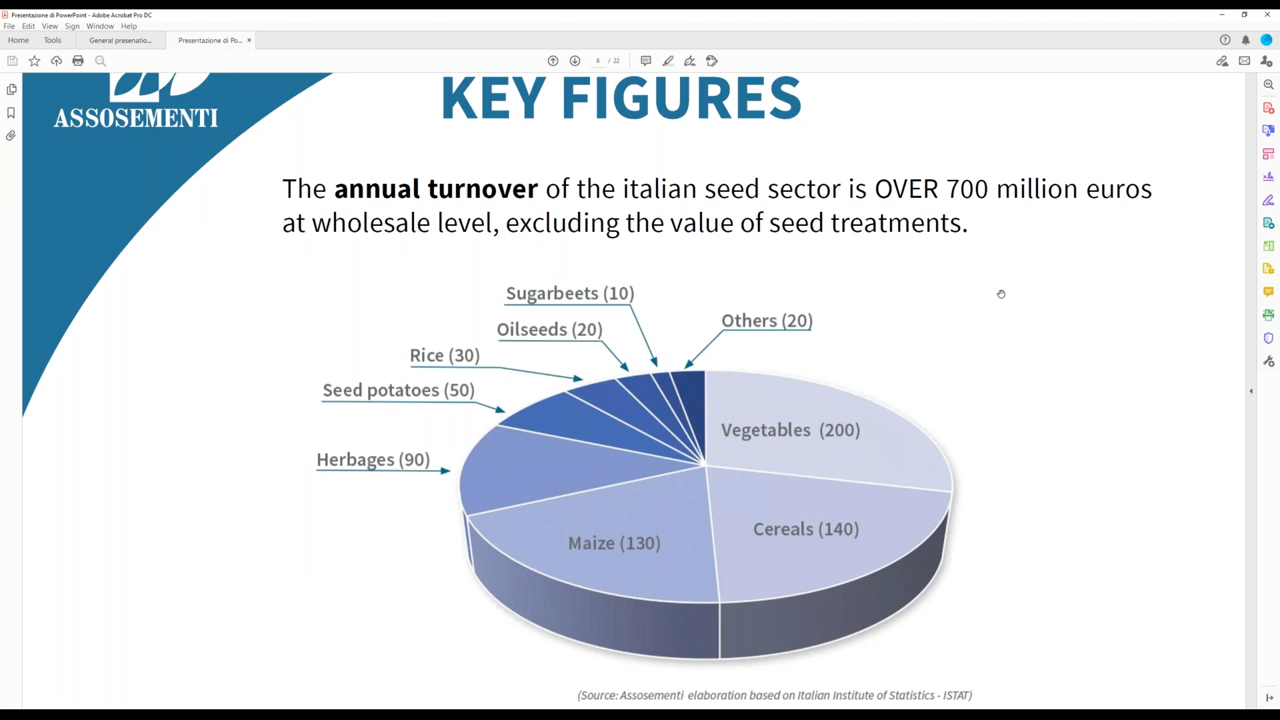 Presentazione di PowerPoint - Adobe Acrobat Pro DC
File Edit View Sign Window Help
Home Tools General presenatio... Presentazione di Po... ×
6 / 22
ASSOSEMENTI
KEY FIGURES
The annual turnover of the italian seed sector is OVER 700 million euros
at wholesale level, excluding the value of seed treatments.
Sugarbeets (10)
Others (20)
Oilseeds (20)
Rice (30)
Seed potatoes (50)
Vegetables (200)
Herbages (90)
Cereals (140)
Maize (130)
(Source: Assosementi elaboration based on Italian Institute of Statistics - ISTAT)